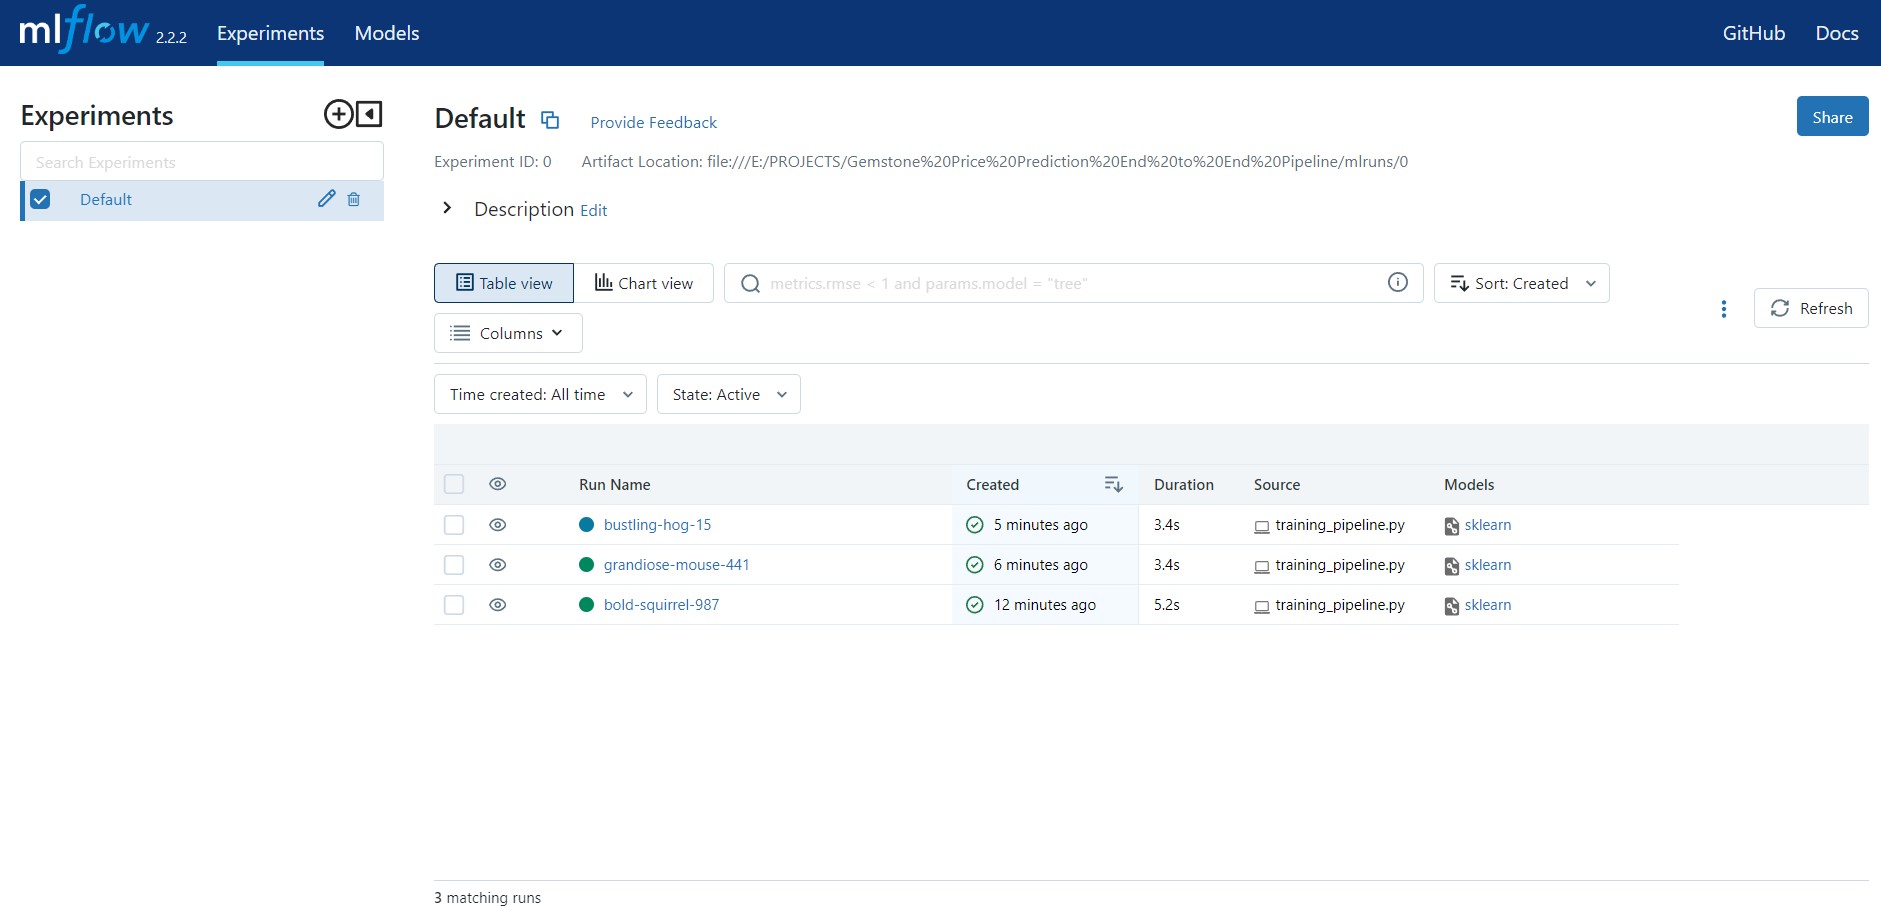 mlflow 2.2.2 Experiments Models GitHub Docs
Experiments
Search Experiments
Default
Default Provide Feedback Share
Experiment ID: 0 Artifact Location: file:///E:/PROJECTS/Gemstone%20Price%20Prediction%20End%20to%20End%20Pipeline/mlruns/0
Description Edit
Table view Chart view metrics.rmse < 1 and params.model = "tree" Sort: Created
Refresh
Columns
Time created: All time State: Active
Run Name Created Duration Source Models
bustling-hog-15 5 minutes ago 3.4s training_pipeline.py sklearn
grandiose-mouse-441 6 minutes ago 3.4s training_pipeline.py sklearn
bold-squirrel-987 12 minutes ago 5.2s training_pipeline.py sklearn
3 matching runs